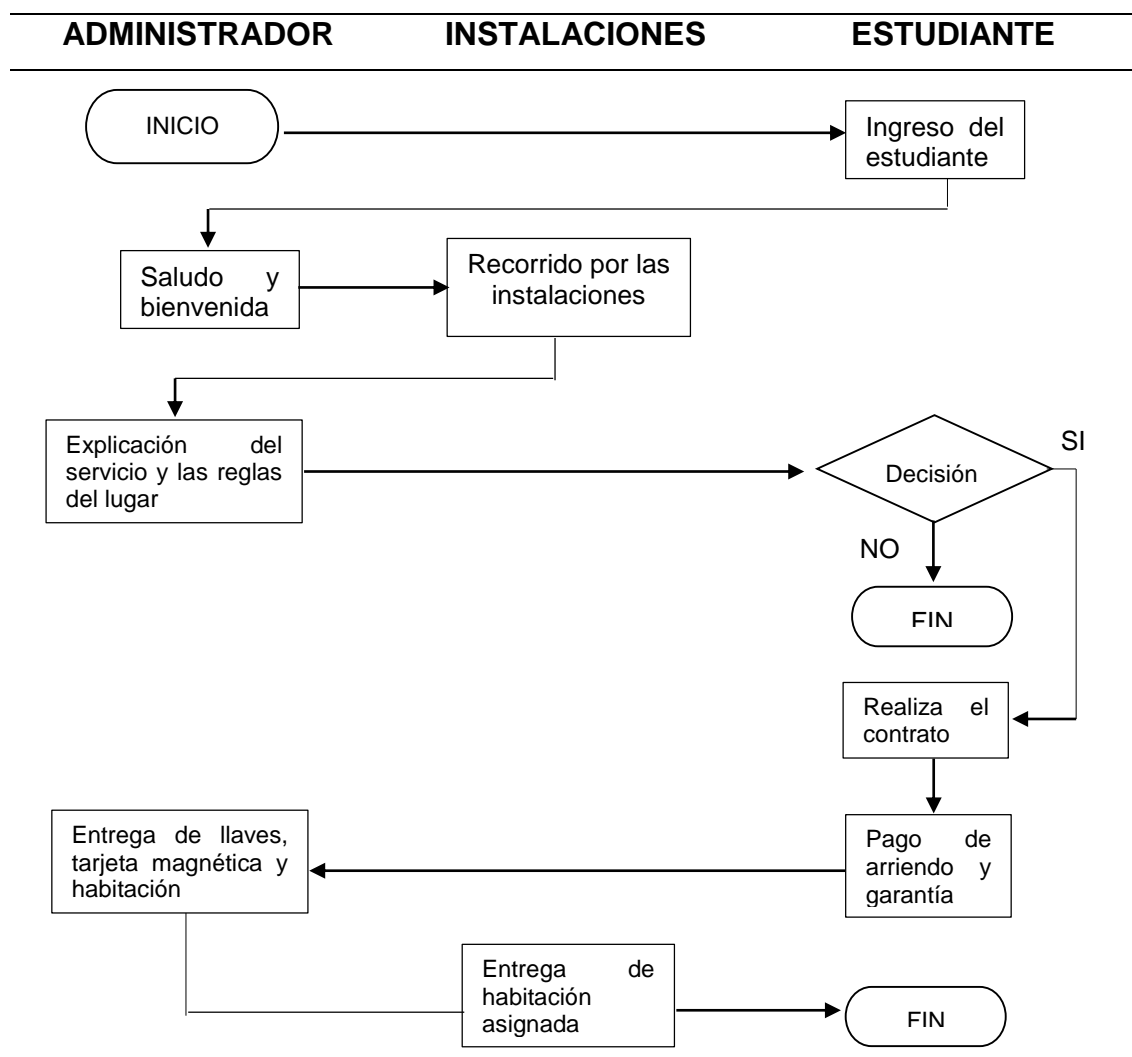 ADMINISTRADOR INSTALACIONES ESTUDIANTE
INICIO
Ingreso del
estudiante
Saludo y
bienvenida
Recorrido por las
instalaciones
Explicación del
servicio y las reglas
del lugar
Decisión
SI
NO
FIN
Realiza el
contrato
Pago de
arriendo y
garantía
Entrega de llaves,
tarjeta magnética y
habitación
Entrega de
habitación
asignada
FIN